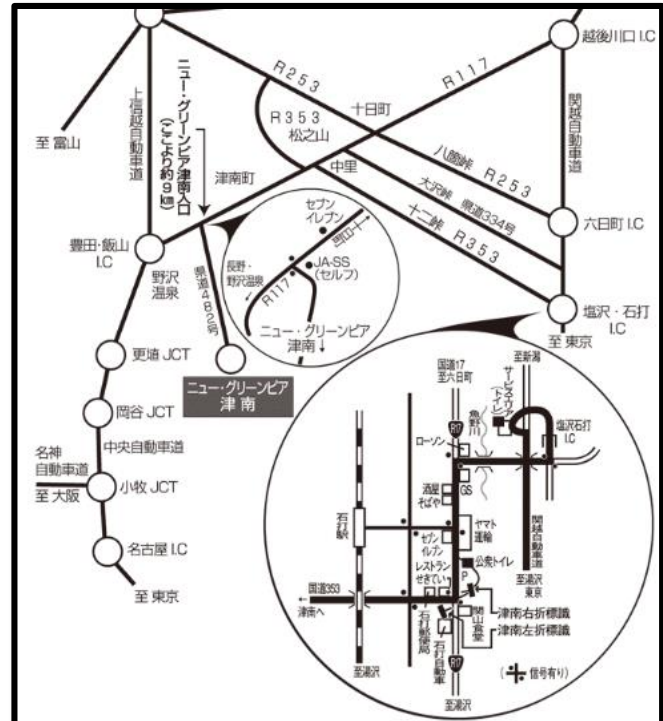 越後川口 I.C
R253
R117
R353
松之山
十日町
上信越自動車道
ニュー・グリーンピア津南入口
(ここより約9㎞)
関越自動車道
至 富山
中里
八箇峠 R253
大沢峠 県道334号
十二峠 R353
津南町
六日町 I.C
セブン
イレブン
豊田・飯山
I.C
野沢
温泉
県道482号
長野・
野沢温泉
R117
JA-SS
(セルフ)
ニュー・グリーンピア
津南↓
塩沢・石打
I.C
至 東京
更埴 JCT
ニュー・グリーンピア
津南
岡谷 JCT
中央自動車道
名神
自動車道
至 大阪
小牧 JCT
名古屋 I.C
至 東京
国道17
至六日町
至新潟
サービスエリア
(トイレ)
魚野川
塩沢石打
I.C
R17
ローソン
GS
酒屋
そばや
石打駅
ヤマト
運輸
セブン
イレブン
公衆トイレ
関越自動車道
レストラン
せきてい
P
至湯沢
東京
国道353
←
津南へ
石打郵便局
石打自動車
関山食堂
津南右折標識
津南左折標識
R17
至湯沢
至湯沢
( 信号有り)